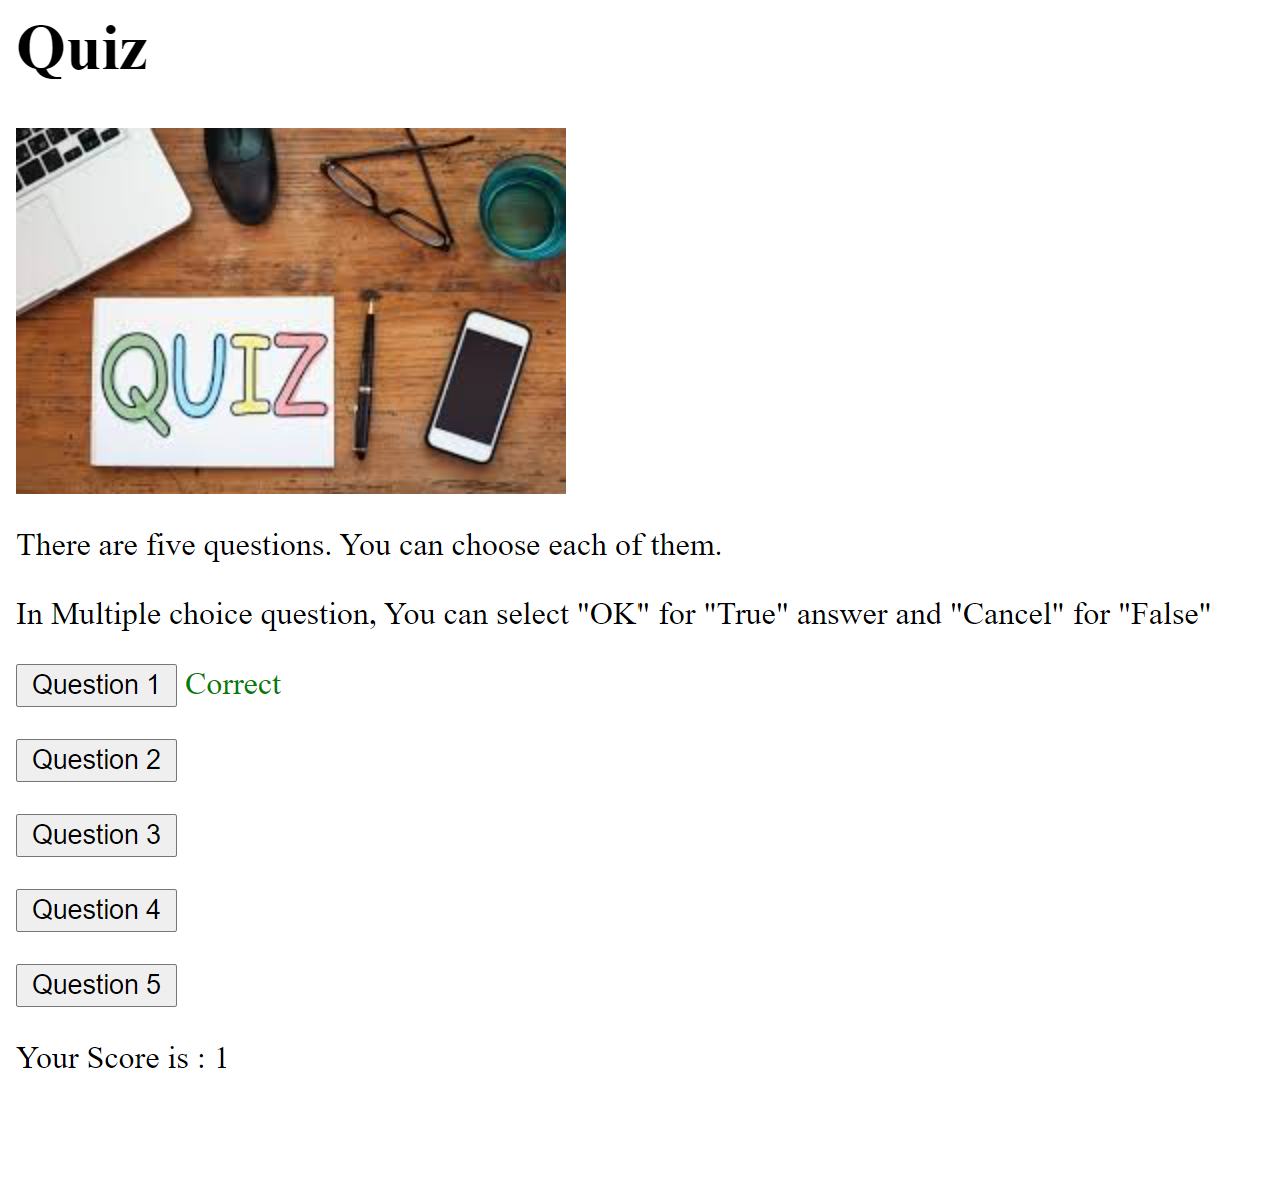 Quiz
QUIZ
There are five questions. You can choose each of them.
In Multiple choice question, You can select "OK" for "True" answer and "Cancel" for "False"
Question 1 Correct
Question 2
Question 3
Question 4
Question 5
Your Score is : 1